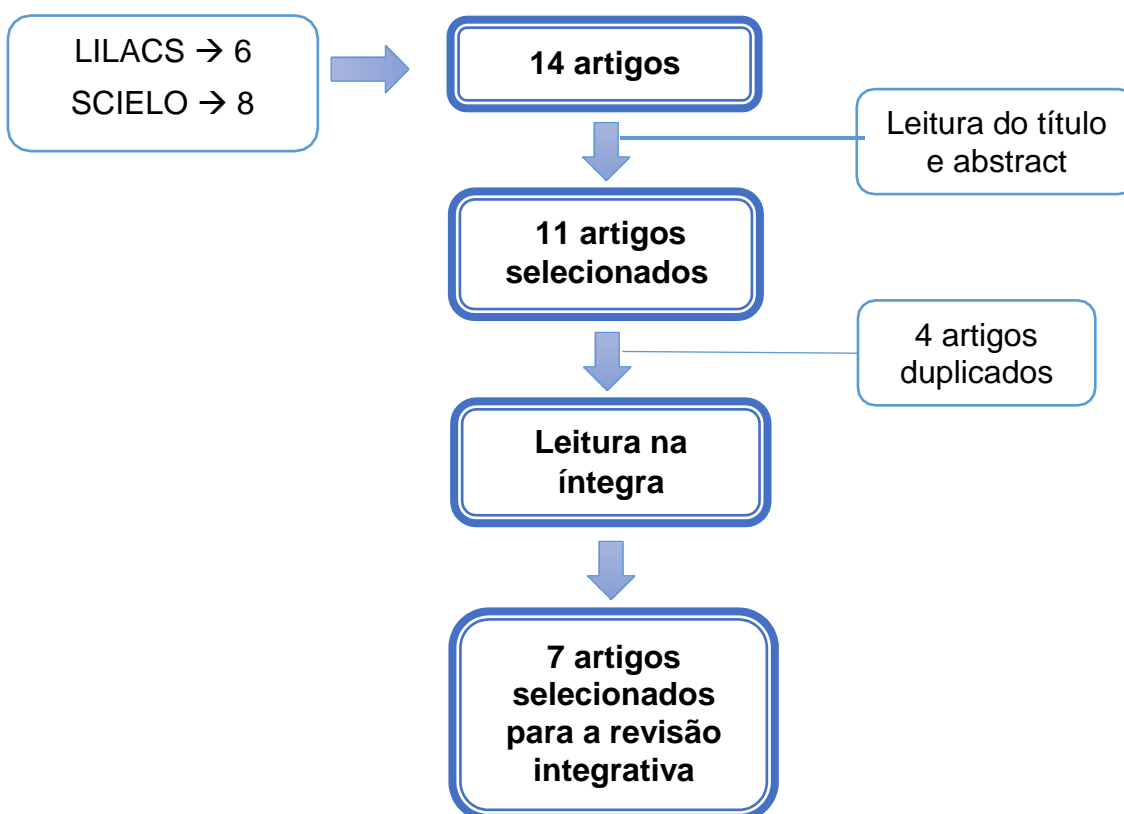 LILACS → 6
SCIELO → 8
14 artigos
Leitura do título
e abstract
11 artigos
selecionados
4 artigos
duplicados
Leitura na
íntegra
7 artigos
selecionados
para a revisão
integrativa